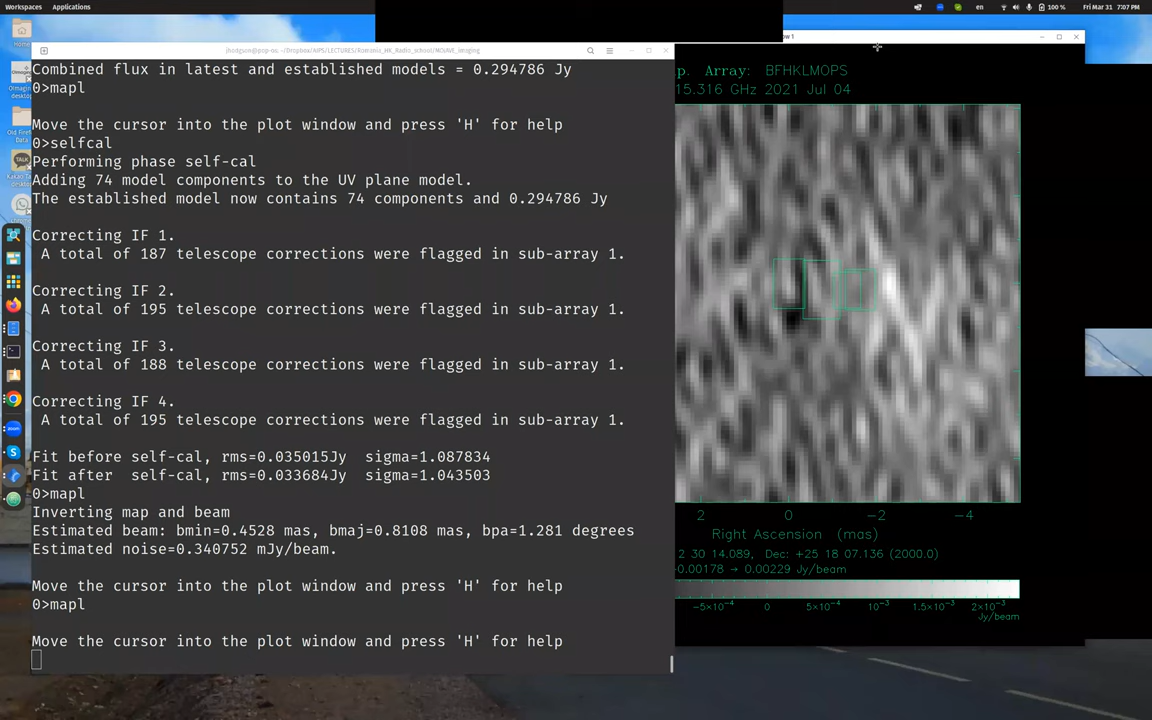 Workspaces Applications
en 100 % Fri Mar 31 7:07 PM
Home
jhodgson@pop-os: ~/Dropbox/AIPS/LECTURES/Romania_HK_Radio_school/MOJAVE_imaging
Combined flux in latest and established models = 0.294786 Jy
0>mapl
Move the cursor into the plot window and press 'H' for help
0>selfcal
Performing phase self-cal
Adding 74 model components to the UV plane model.
The established model now contains 74 components and 0.294786 Jy
Correcting IF 1.
A total of 187 telescope corrections were flagged in sub-array 1.
Correcting IF 2.
A total of 195 telescope corrections were flagged in sub-array 1.
Correcting IF 3.
A total of 188 telescope corrections were flagged in sub-array 1.
Correcting IF 4.
A total of 195 telescope corrections were flagged in sub-array 1.
Fit before self-cal, rms=0.035015Jy sigma=1.087834
Fit after self-cal, rms=0.033684Jy sigma=1.043503
0>mapl
Inverting map and beam
Estimated beam: bmin=0.4528 mas, bmaj=0.8108 mas, bpa=1.281 degrees
Estimated noise=0.340752 mJy/beam.
Move the cursor into the plot window and press 'H' for help
0>mapl
Move the cursor into the plot window and press 'H' for help
p. Array: BFHKLMOPS
15.316 GHz 2021 Jul 04
2 0 −2 −4
Right Ascension (mas)
2 30 14.089, Dec: +25 18 07.136 (2000.0)
0.00178 → 0.00229 Jy/beam
−5×10⁻⁴ 0 5×10⁻⁴ 10⁻³ 1.5×10⁻³ 2×10⁻³
Jy/beam